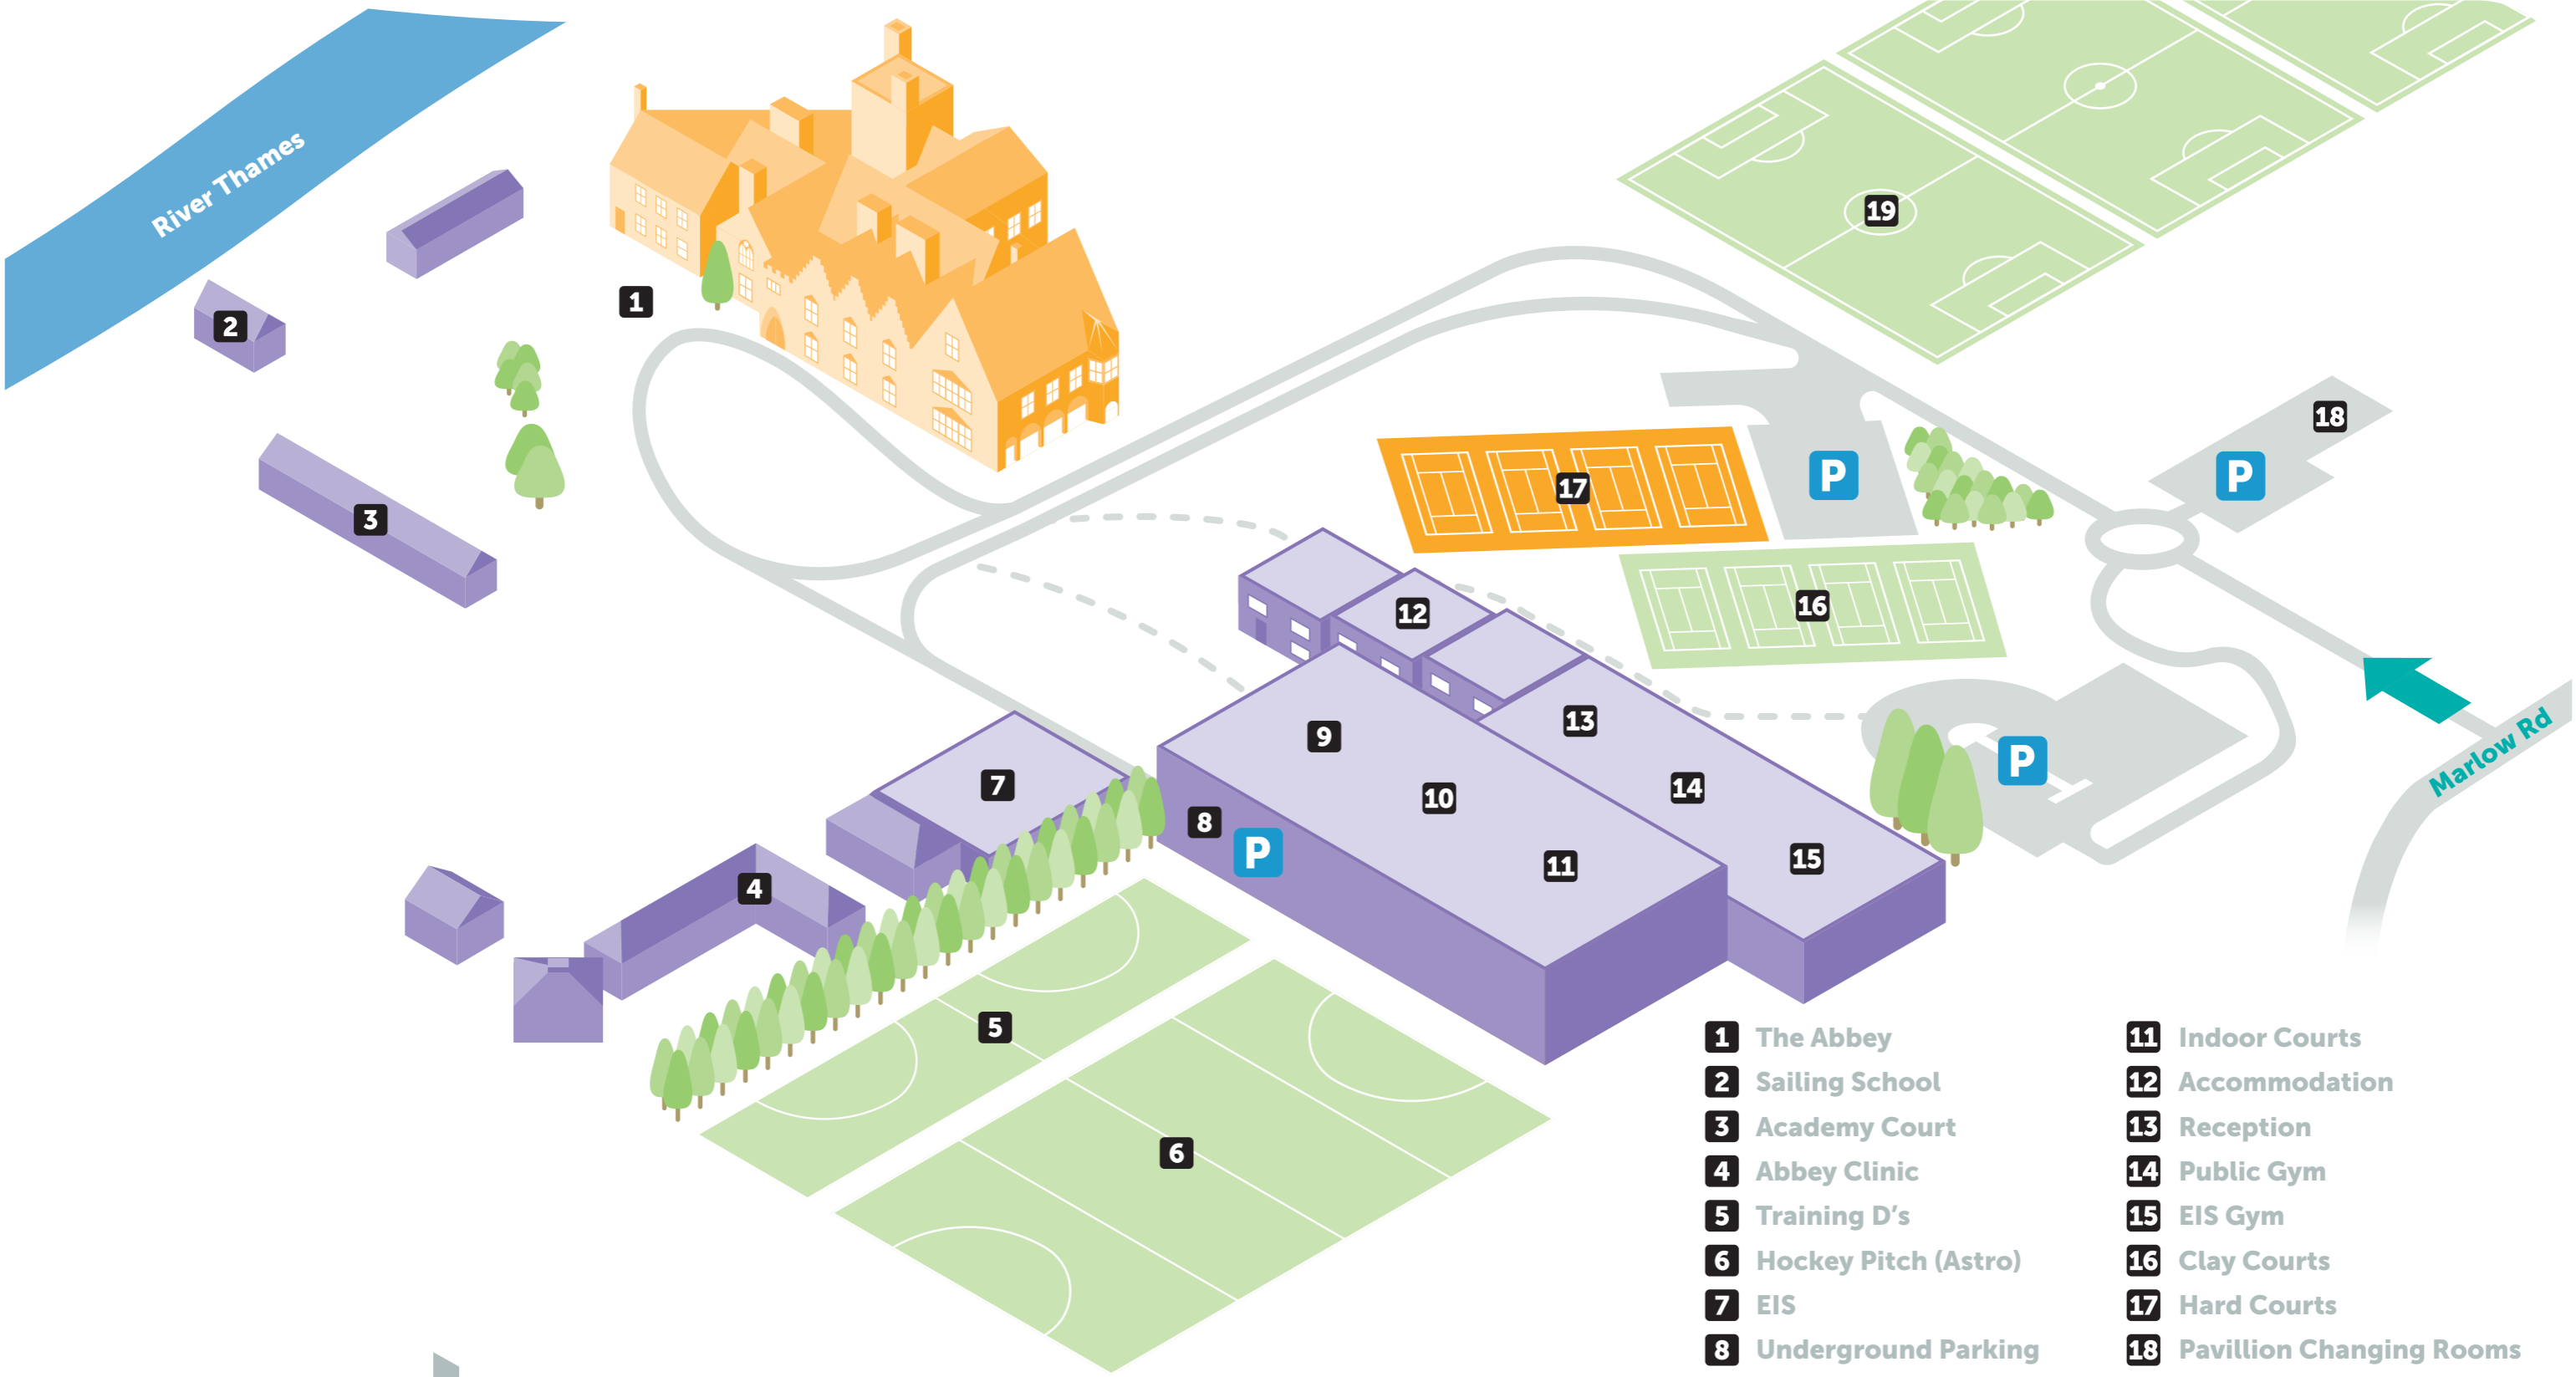 River Thames
1
2
3
19
18
P
P
17
16
12
13
9
7
10
14
P
8
P
11
15
4
5
6
Marlow Rd
1 The Abbey
2 Sailing School
3 Academy Court
4 Abbey Clinic
5 Training D's
6 Hockey Pitch (Astro)
7 EIS
8 Underground Parking
11 Indoor Courts
12 Accommodation
13 Reception
14 Public Gym
15 EIS Gym
16 Clay Courts
17 Hard Courts
18 Pavillion Changing Rooms